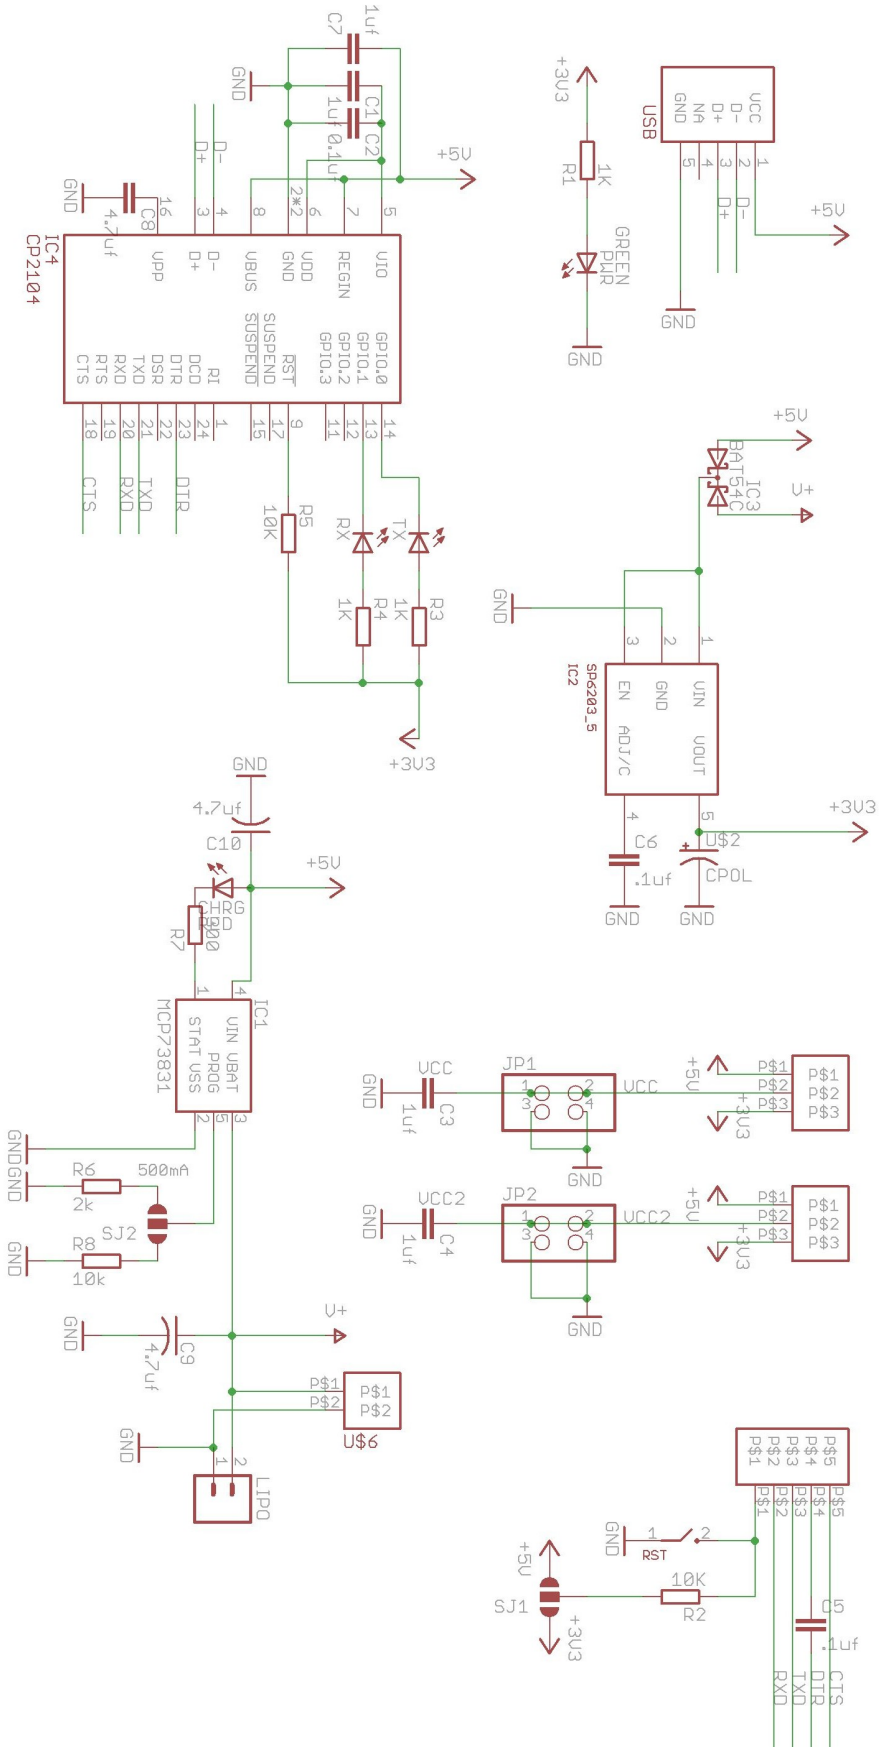 1uf
C7
GND
C1
1uf
C2
0.1uf
+5V
D+
D-
GND
C8
4.7uf
16
3
4
8
2*2
6
7
5
IC4
CP2104
VPP
D+
D-
VBUS
GND
VDD
REGIN
VIO
CTS
RTS
RXD
TXD
DSR
DTR
DCD
RI
SUSPEND
SUSPEND
RST
GPIO.3
GPIO.2
GPIO.1
GPIO.0
18
19
20
21
22
23
24
1
15
17
9
11
12
13
14
CTS
RXD
TXD
DTR
R5
10K
RX
TX
R4
1K
R3
1K
+3V3
+3V3
R1
1K
GREEN
PWR
GND
USB
GND
NA
D+
D-
VCC
5
4
3
2
1
D+
D-
+5V
GND
+5V
BAT54C
IC3
V+
GND
3
2
1
SP6203_5
IC2
EN
GND
VIN
ADJ/C
VOUT
4
5
+3V3
C6
.1uf
U$2
CPOL
GND
GND
GND
4.7uf
C10
+5V
CHRG
RED
R7
1
4
IC1
MCP73831
STAT
VIN
VSS
PROG
VBAT
2
5
3
GND
GND
R6
2k
500mA
SJ2
GND
R8
10k
GND
C9
4.7uf
V+
P$1
P$2
P$1
P$2
U$6
GND
1
2
LIPO
GND
VCC
C3
1uf
JP1
1
2
3
4
VCC
GND
+5V
+3V3
P$1
P$2
P$3
P$1
P$2
P$3
GND
VCC2
C4
1uf
JP2
1
2
3
4
VCC2
GND
+5V
+3V3
P$1
P$2
P$3
P$1
P$2
P$3
P$1
P$2
P$3
P$4
P$5
P$1
P$2
P$3
P$4
P$5
GND
1
2
RST
+5V
SJ1
+3V3
10K
R2
C5
.1uf
RXD
TXD
DTR
CTS